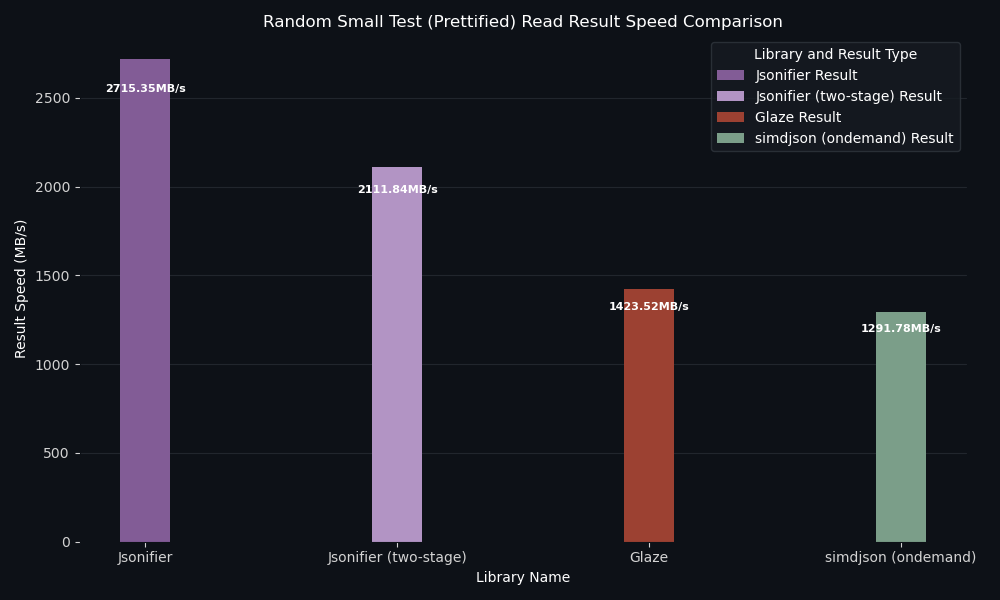 Random Small Test (Prettified) Read Result Speed Comparison
Library and Result Type
Jsonifier Result
Jsonifier (two-stage) Result
Glaze Result
simdjson (ondemand) Result
2715.35MB/s
2111.84MB/s
1423.52MB/s
1291.78MB/s
Result Speed (MB/s)
2500
2000
1500
1000
500
0
Jsonifier
Jsonifier (two-stage)
Glaze
simdjson (ondemand)
Library Name